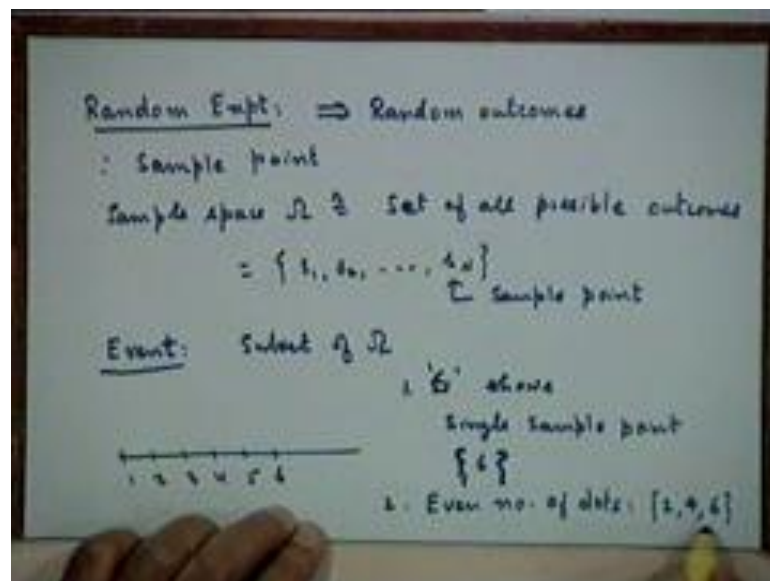 Random Expt: ⇒ Random outcomes
: Sample point
Sample space Ω ≜ Set of all possible outcomes
= { s₁, s₂, ..., s_N }
Sample point
Event: Subset of Ω
1. '6' shows
Single sample point
{6}
1 2 3 4 5 6
2. Even no. of dots: {2,4,6}